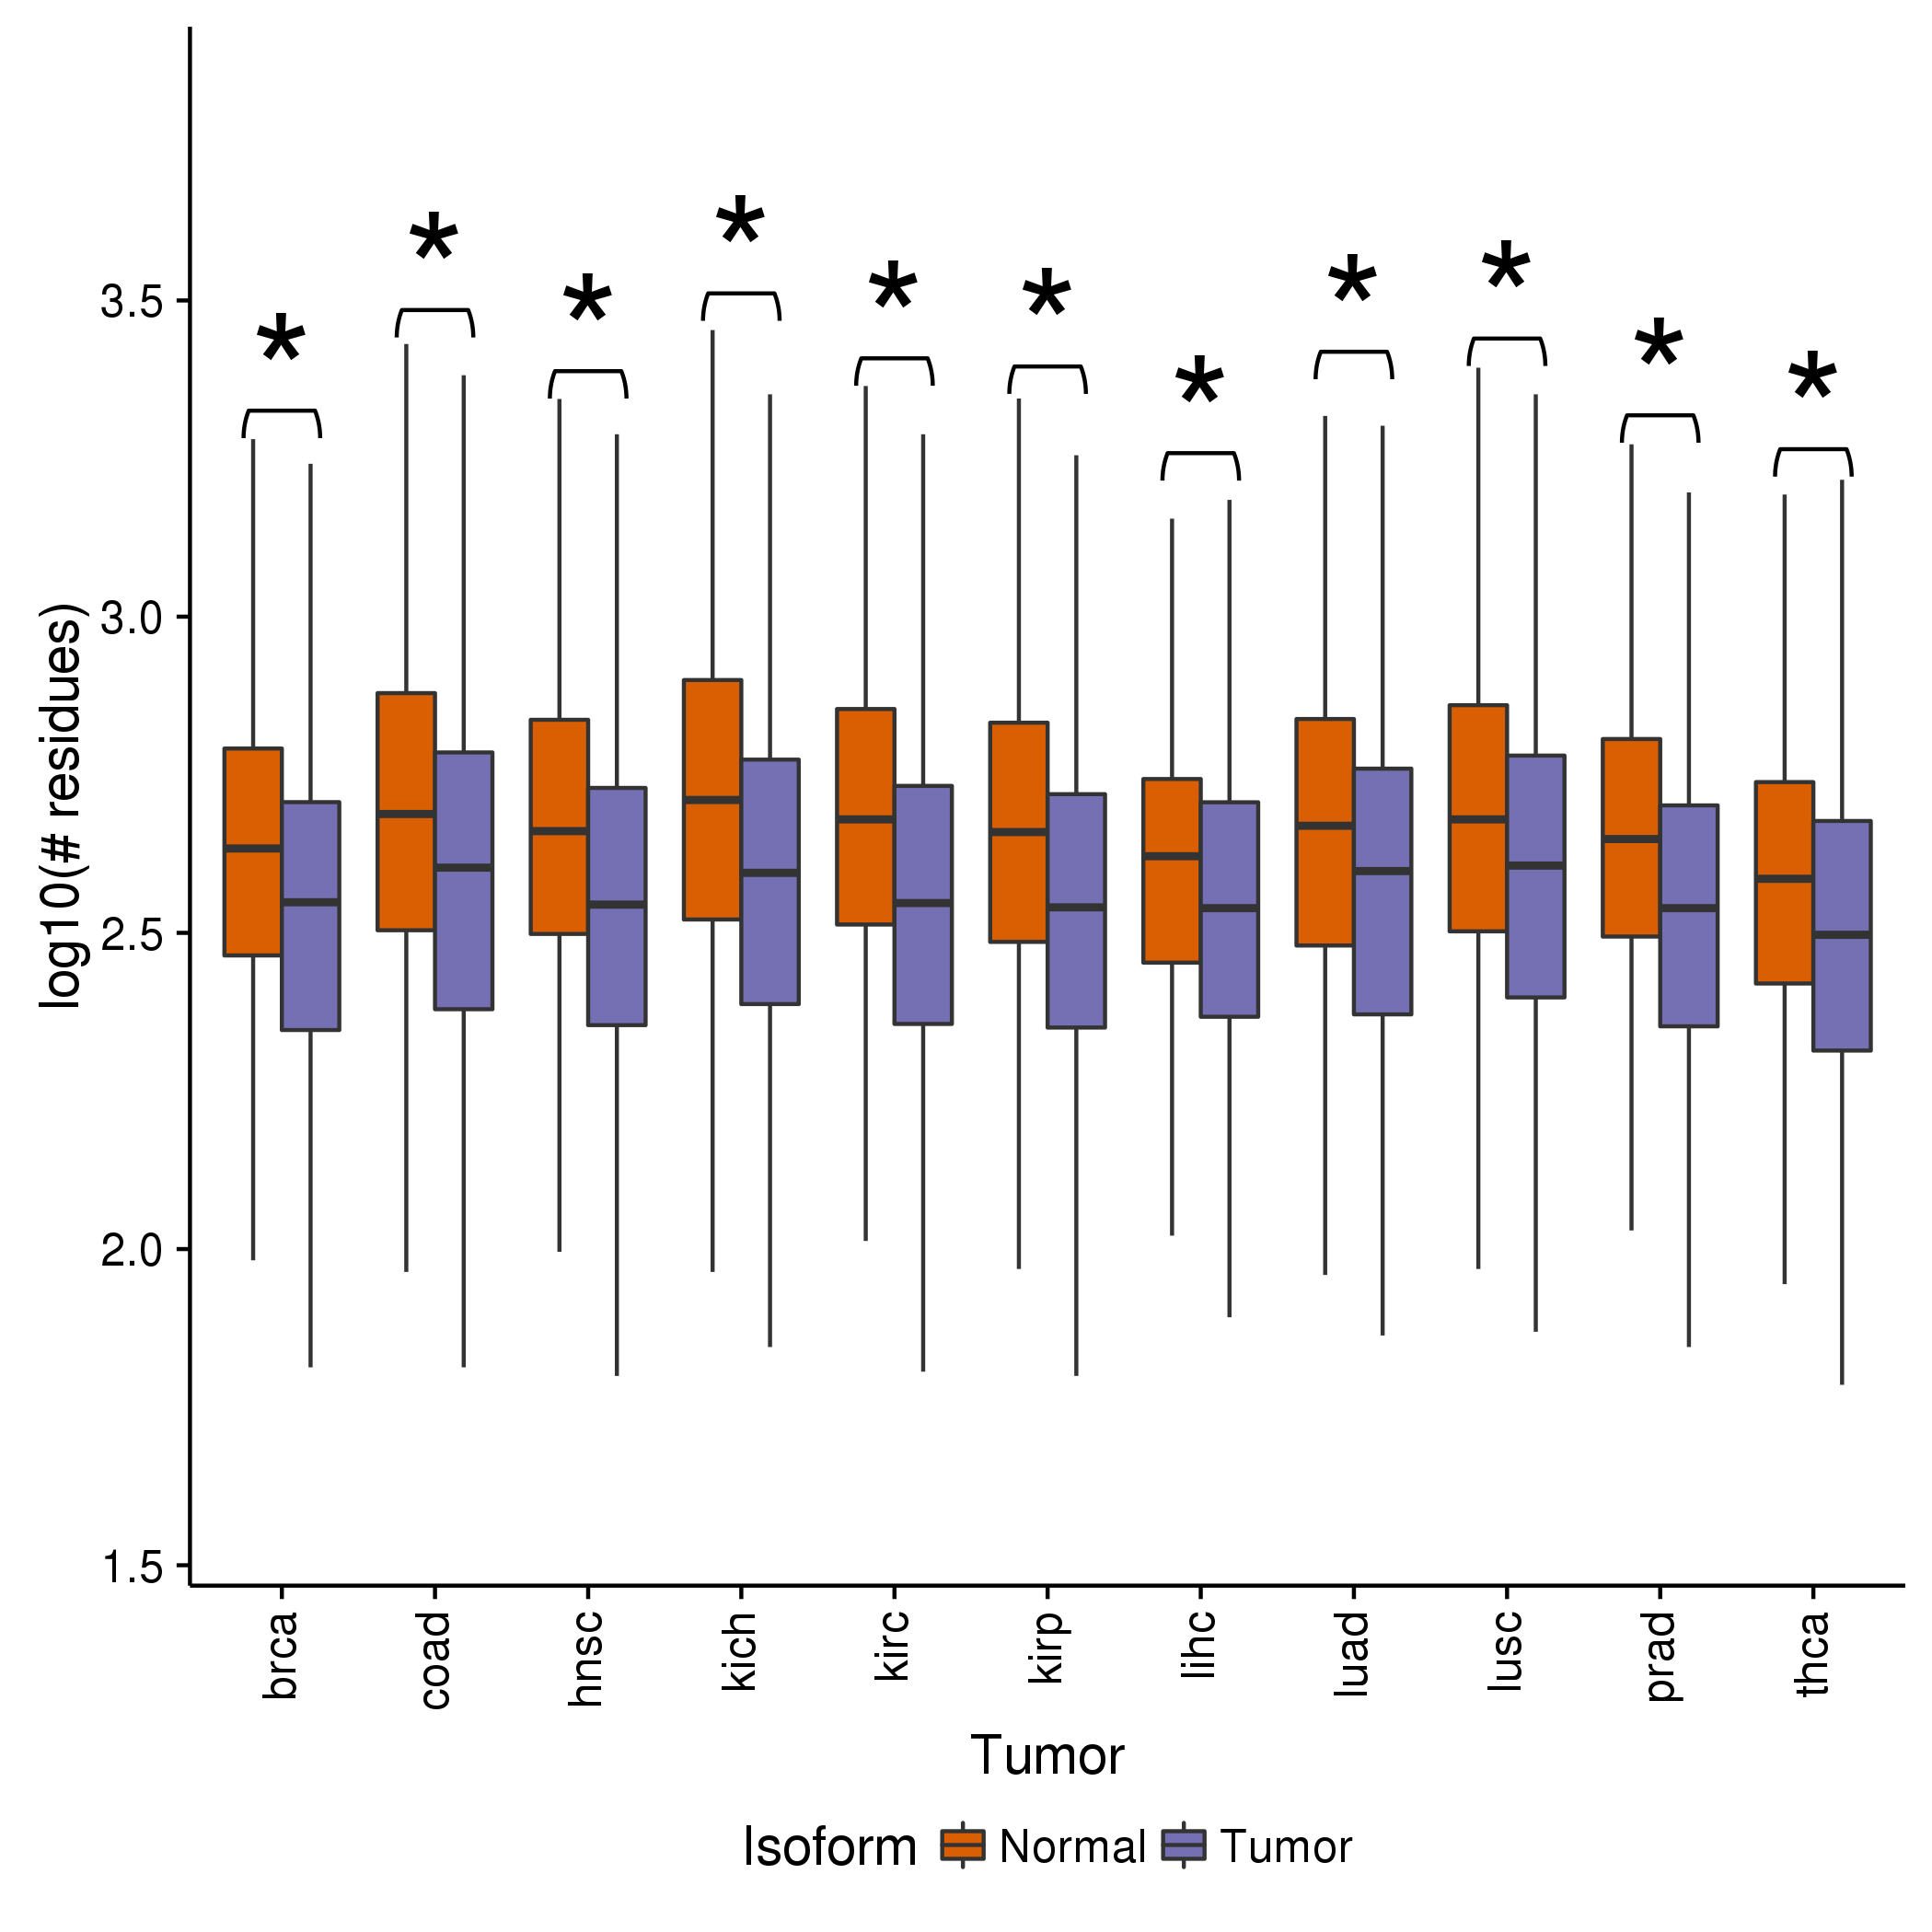 * * * * * * * * * * *
3.5
3.0
2.5
2.0
1.5
log10(# residues)
brca coad hnsc kich kirc kirp lihc luad lusc prad thca
Tumor
Isoform Normal Tumor